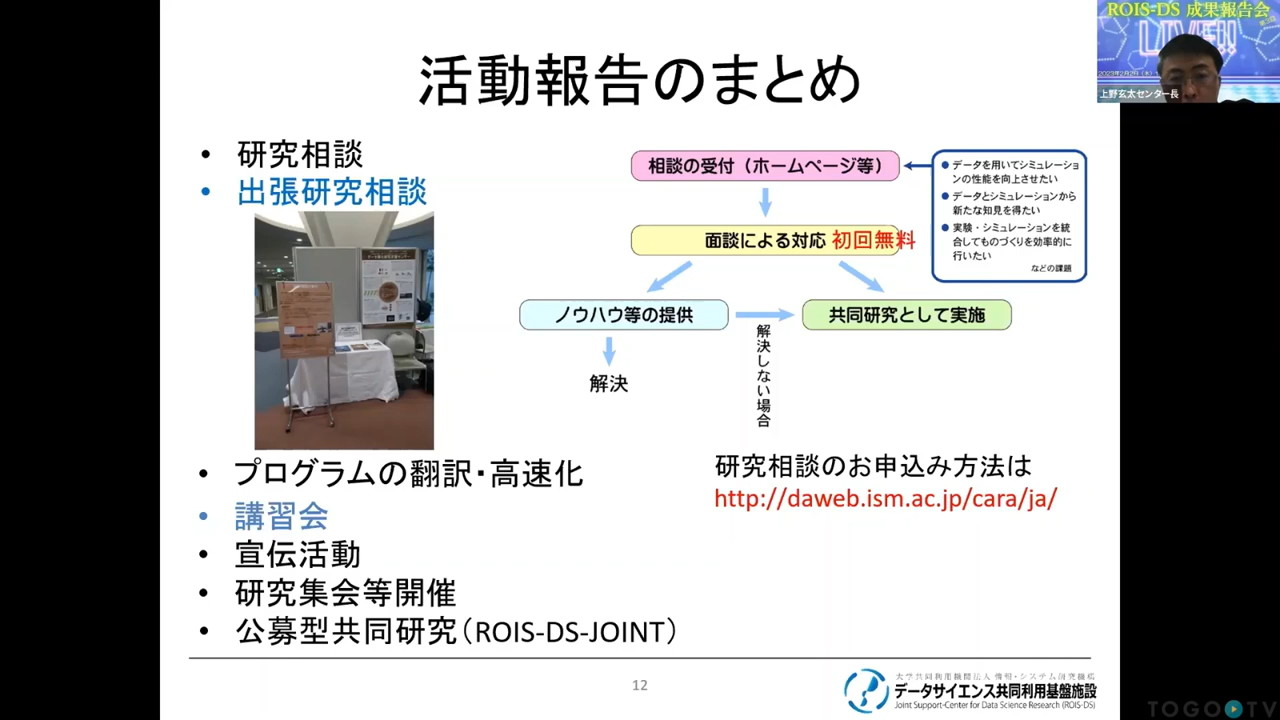 ROIS-DS 成果報告会
LIVE!!
上野玄太センター長
活動報告のまとめ
• 研究相談
• 出張研究相談
相談の受付（ホームページ等）
● データを用いてシミュレーショ
ンの性能を向上させたい
● データとシミュレーションから
新たな知見を得たい
● 実験・シミュレーションを統
合してものづくりを効率的に
行いたい
などの課題
面談による対応 初回無料
ノウハウ等の提供
共同研究として実施
解決しない場合
解決
• プログラムの翻訳・高速化
• 講習会
• 宣伝活動
• 研究集会等開催
• 公募型共同研究（ROIS-DS-JOINT）
研究相談のお申込み方法は
http://daweb.ism.ac.jp/cara/ja/
12
大学共同利用機関法人 情報・システム研究機構
データサイエンス共同利用基盤施設
Joint Support-Center for Data Science Research (ROIS-DS)
TOGO TV